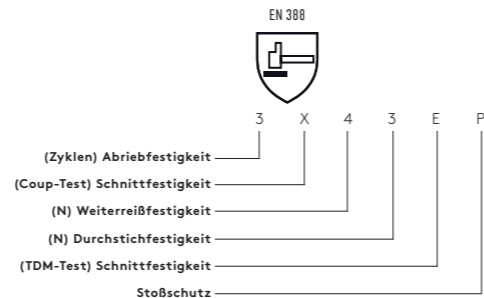 EN 388
3 X 4 3 E P
(Zyklen) Abriebfestigkeit
(Coup-Test) Schnittfestigkeit
(N) Weiterreißfestigkeit
(N) Durchstichfestigkeit
(TDM-Test) Schnittfestigkeit
Stoßschutz